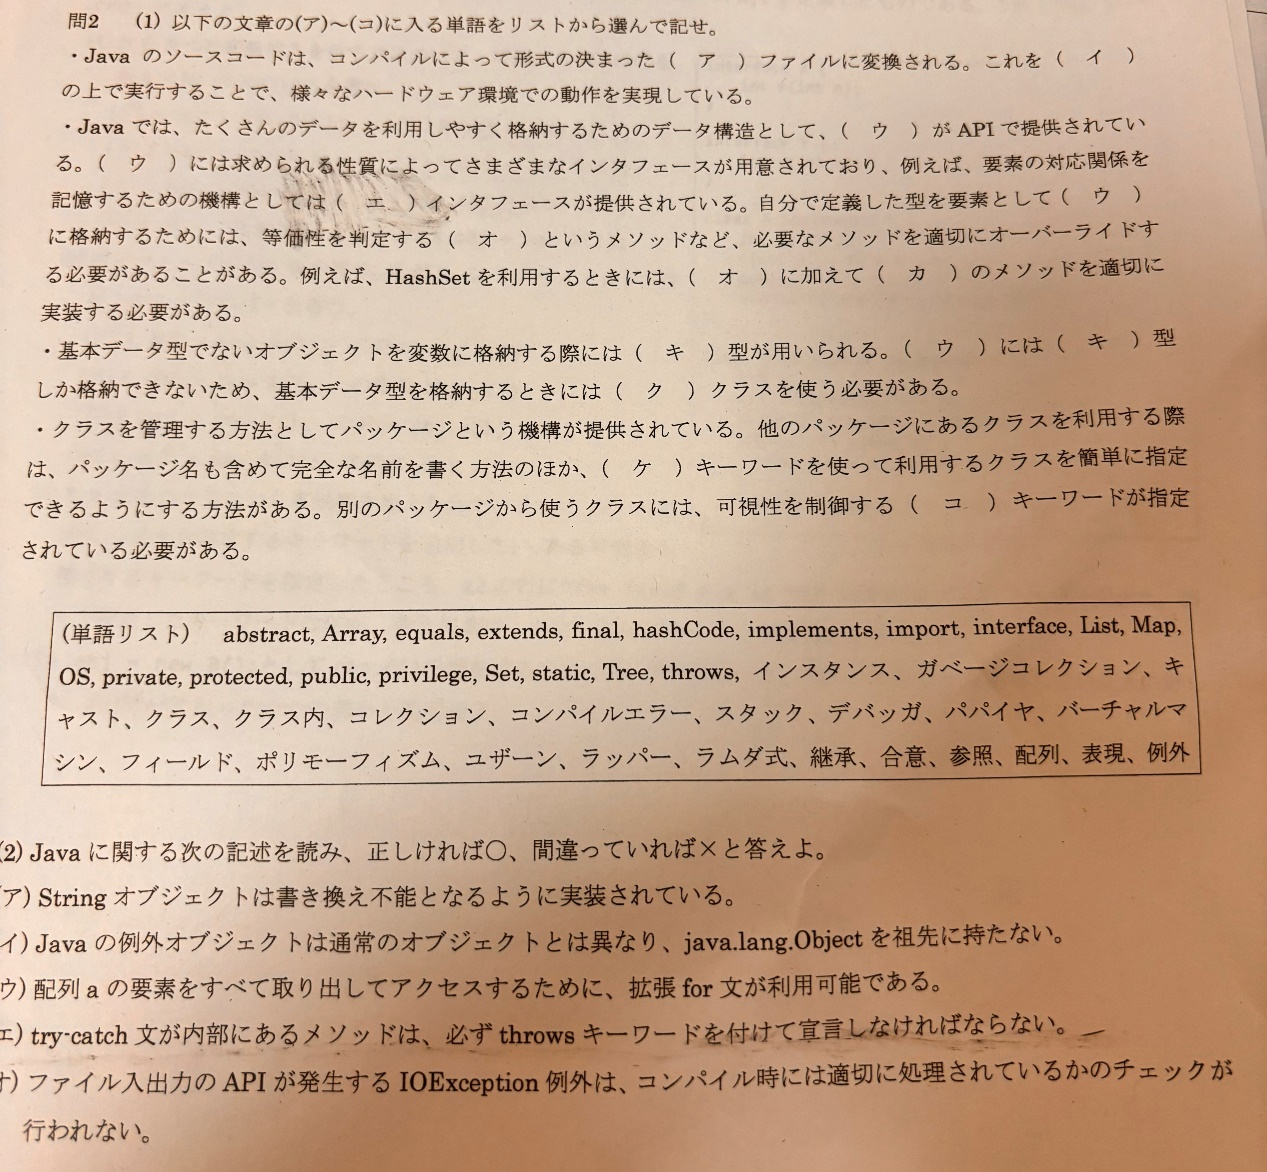 問2 (1) 以下の文章の(ア)～(コ)に入る単語をリストから選んで記せ。
・Java のソースコードは、コンパイルによって形式の決まった( ア )ファイルに変換される。これを( イ )
の上で実行することで、様々なハードウェア環境での動作を実現している。
・Java では、たくさんのデータを利用しやすく格納するためのデータ構造として、( ウ )が API で提供されてい
る。( ウ )には求められる性質によってさまざまなインタフェースが用意されており、例えば、要素の対応関係を
記憶するための機構としては( エ )インタフェースが提供されている。自分で定義した型を要素として( ウ )
に格納するためには、等価性を判定する( オ )というメソッドなど、必要なメソッドを適切にオーバーライドす
る必要があることがある。例えば、HashSet を利用するときには、( オ )に加えて( カ )のメソッドを適切に
実装する必要がある。
・基本データ型でないオブジェクトを変数に格納する際には( キ )型が用いられる。( ウ )には( キ )型
しか格納できないため、基本データ型を格納するときには( ク )クラスを使う必要がある。
・クラスを管理する方法としてパッケージという機構が提供されている。他のパッケージにあるクラスを利用する際
は、パッケージ名も含めて完全な名前を書く方法のほか、( ケ )キーワードを使って利用するクラスを簡単に指定
できるようにする方法がある。別のパッケージから使うクラスには、可視性を制御する( コ )キーワードが指定
されている必要がある。
(単語リスト) abstract, Array, equals, extends, final, hashCode, implements, import, interface, List, Map,
OS, private, protected, public, privilege, Set, static, Tree, throws, インスタンス、ガベージコレクション、キ
ャスト、クラス、クラス内、コレクション、コンパイルエラー、スタック、デバッガ、パパイヤ、バーチャルマ
シン、フィールド、ポリモーフィズム、ユザーン、ラッパー、ラムダ式、継承、合意、参照、配列、表現、例外
(2) Java に関する次の記述を読み、正しければ○、間違っていれば×と答えよ。
ア) String オブジェクトは書き換え不能となるように実装されている。
イ) Java の例外オブジェクトは通常のオブジェクトとは異なり、java.lang.Object を祖先に持たない。
ウ) 配列 a の要素をすべて取り出してアクセスするために、拡張 for 文が利用可能である。
エ) try-catch 文が内部にあるメソッドは、必ず throws キーワードを付けて宣言しなければならない。
オ) ファイル入出力の API が発生する IOException 例外は、コンパイル時には適切に処理されているかのチェックが
行われない。